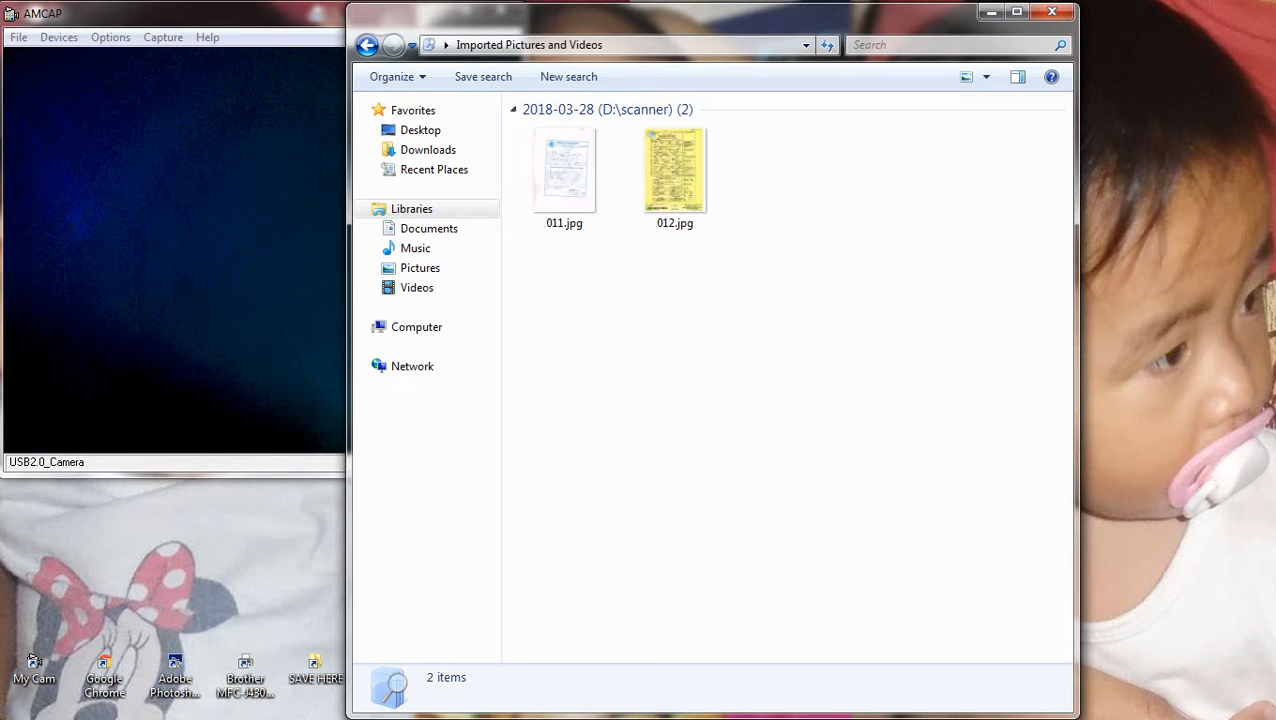 AMCAP
File Devices Options Capture Help
USB2.0_Camera
Imported Pictures and Videos
Search
Organize Save search New search
Favorites
Desktop
Downloads
Recent Places
Libraries
Documents
Music
Pictures
Videos
Computer
Network
2018-03-28 (D:\scanner) (2)
011.jpg 012.jpg
2 items
My Cam
Google Chrome
Adobe Photosh...
Brother MFC-J430...
SAVE HERE